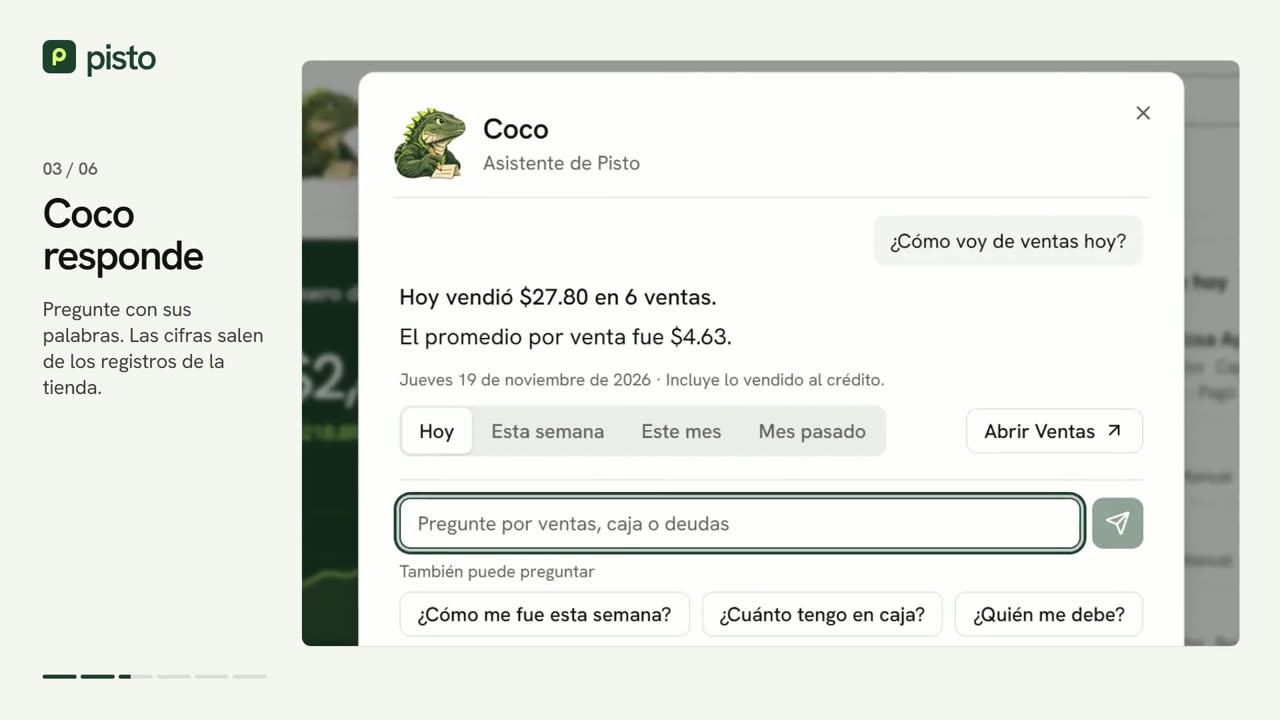 pisto
03 / 06
Coco
responde
Pregunte con sus
palabras. Las cifras salen
de los registros de la
tienda.
Coco
Asistente de Pisto
¿Cómo voy de ventas hoy?
Hoy vendió $27.80 en 6 ventas.
El promedio por venta fue $4.63.
Jueves 19 de noviembre de 2026 · Incluye lo vendido al crédito.
Hoy
Esta semana
Este mes
Mes pasado
Abrir Ventas
Pregunte por ventas, caja o deudas
También puede preguntar
¿Cómo me fue esta semana?
¿Cuánto tengo en caja?
¿Quién me debe?